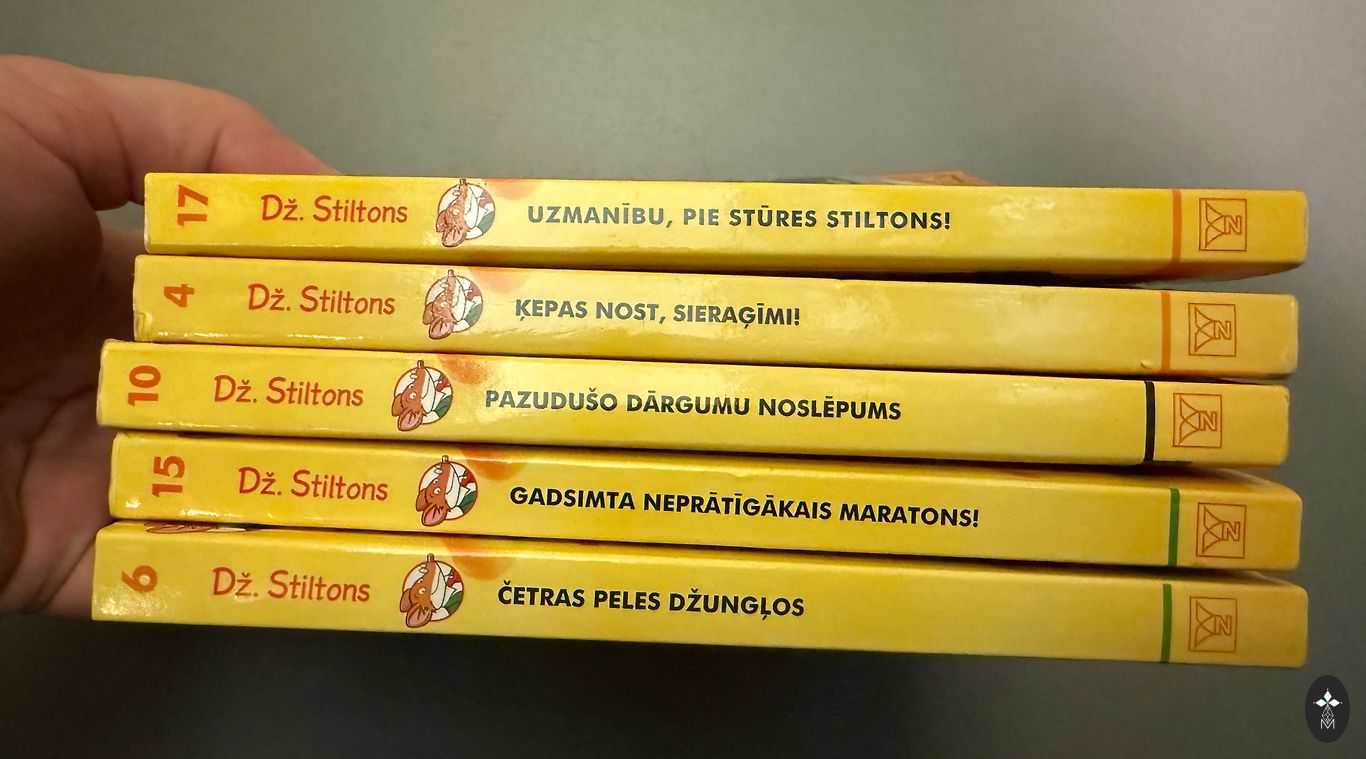 17 Dž. Stiltons UZMANĪBU, PIE STŪRES STILTONS!
4 Dž. Stiltons ĶEPAS NOST, SIERAĢĪMI!
10 Dž. Stiltons PAZUDUŠO DĀRGUMU NOSLĒPUMS
15 Dž. Stiltons GADSIMTA NEPRĀTĪGĀKAIS MARATONS!
6 Dž. Stiltons ČETRAS PELES DŽUNGĻOS
M